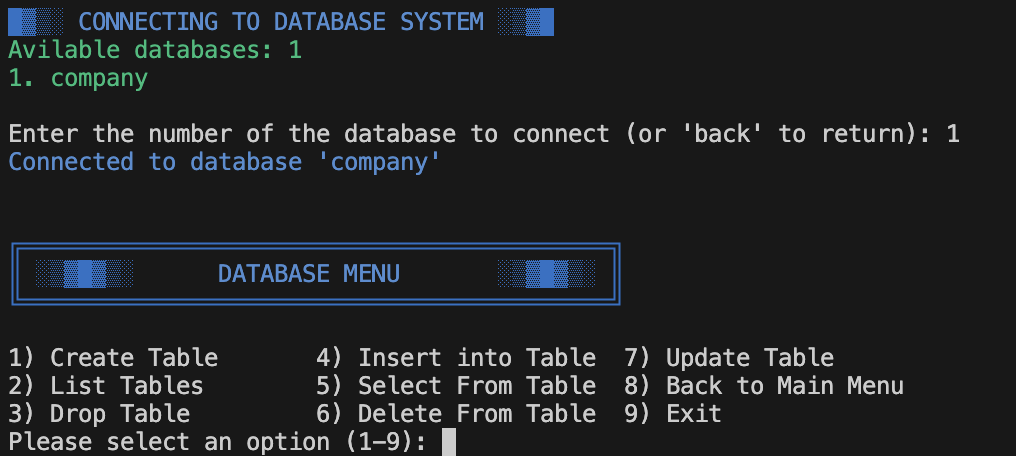 CONNECTING TO DATABASE SYSTEM
Avilable databases: 1
1. company
Enter the number of the database to connect (or 'back' to return): 1
Connected to database 'company'
DATABASE MENU
1) Create Table 4) Insert into Table 7) Update Table
2) List Tables 5) Select From Table 8) Back to Main Menu
3) Drop Table 6) Delete From Table 9) Exit
Please select an option (1-9):